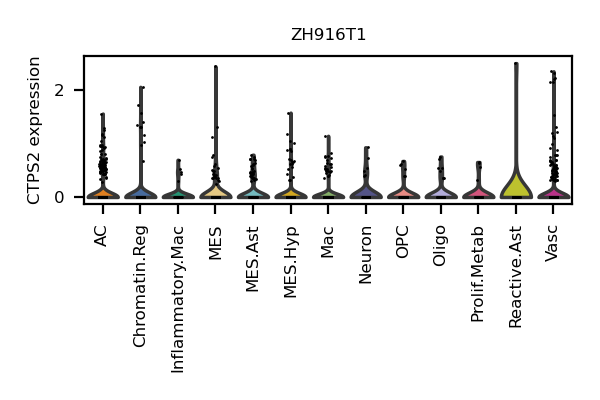 ZH916T1
CTPS2 expression
2
0
AC
Chromatin.Reg
Inflammatory.Mac
MES
MES.Ast
MES.Hyp
Mac
Neuron
OPC
Oligo
Prolif.Metab
Reactive.Ast
Vasc